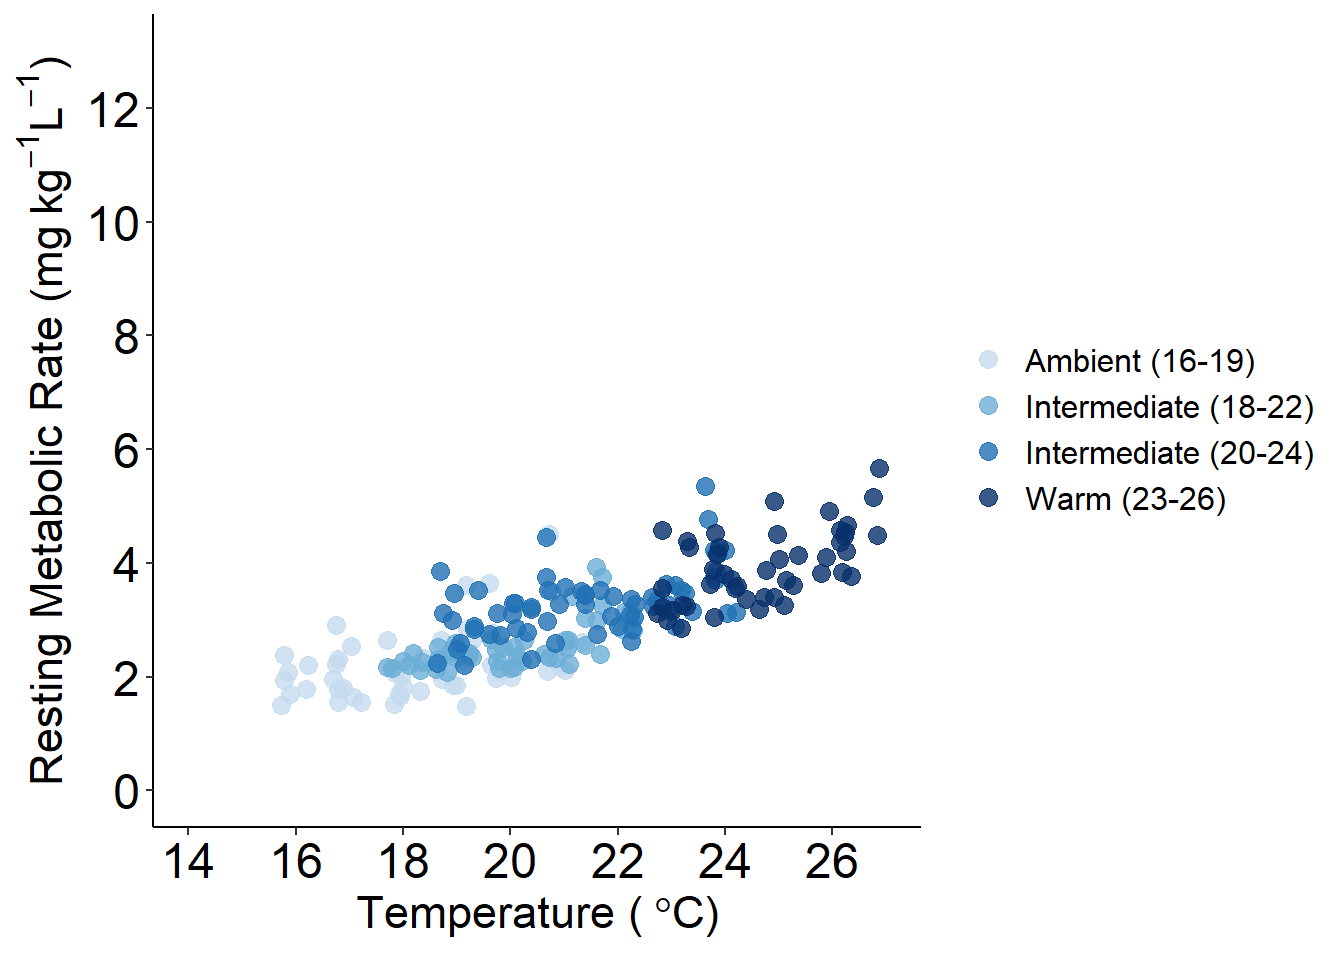 Resting Metabolic Rate (mg kg⁻¹L⁻¹)
12
10
8
6
4
2
0
14 16 18 20 22 24 26
Temperature ( °C)
Ambient (16-19)
Intermediate (18-22)
Intermediate (20-24)
Warm (23-26)